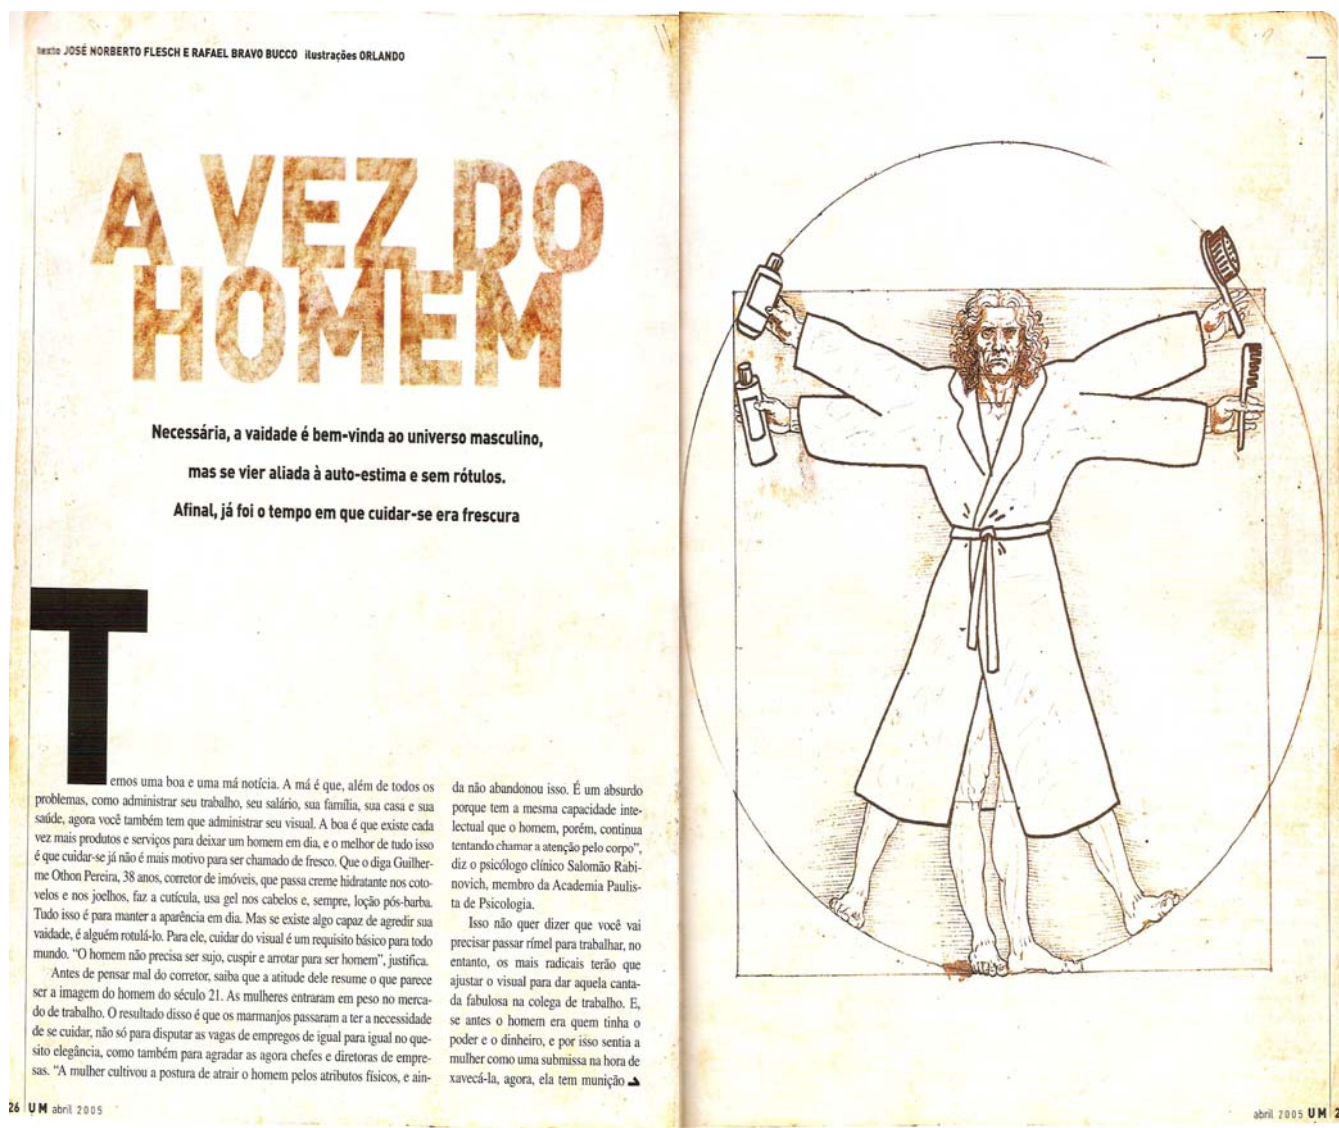 texto JOSÉ NORBERTO FLESCH E RAFAEL BRAVO BUCCO ilustrações ORLANDO
A VEZ DO
HOMEM
Necessária, a vaidade é bem-vinda ao universo masculino,
mas se vier aliada à auto-estima e sem rótulos.
Afinal, já foi o tempo em que cuidar-se era frescura
Temos uma boa e uma má notícia. A má é que, além de todos os
problemas, como administrar seu trabalho, seu salário, sua família, sua casa e sua
saúde, agora você também tem que administrar seu visual. A boa é que existe cada
vez mais produtos e serviços para deixar um homem em dia, e o melhor de tudo isso
é que cuidar-se já não é mais motivo para ser chamado de fresco. Que o diga Guilher-
me Othon Pereira, 38 anos, corretor de imóveis, que passa creme hidratante nos coto-
velos e nos joelhos, faz a cutícula, usa gel nos cabelos e, sempre, loção pós-barba.
Tudo isso é para manter a aparência em dia. Mas se existe algo capaz de agredir sua
vaidade, é alguém rotulá-lo. Para ele, cuidar do visual é um requisito básico para todo
mundo. “O homem não precisa ser sujo, cuspir e arrotar para ser homem”, justifica.
Antes de pensar mal do corretor, saiba que a atitude dele resume o que parece
ser a imagem do homem do século 21. As mulheres entraram em peso no merca-
do de trabalho. O resultado disso é que os marmanjos passaram a ter a necessidade
de se cuidar, não só para disputar as vagas de empregos de igual para igual no que-
sito elegância, como também para agradar as agora chefes e diretoras de empre-
sas. “A mulher cultivou a postura de atrair o homem pelos atributos físicos, e ain-
da não abandonou isso. É um absurdo
porque tem a mesma capacidade inte-
lectual que o homem, porém, continua
tentando chamar a atenção pelo corpo”,
diz o psicólogo clínico Salomão Rabi-
novich, membro da Academia Paulis-
ta de Psicologia.
Isso não quer dizer que você vai
precisar passar rímel para trabalhar, no
entanto, os mais radicais terão que
ajustar o visual para dar aquela canta-
da fabulosa na colega de trabalho. E,
se antes o homem era quem tinha o
poder e o dinheiro, e por isso sentia a
mulher como uma submissa na hora de
xavecá-la, agora, ela tem munição
26 UM abril 2005
abril 2005 UM